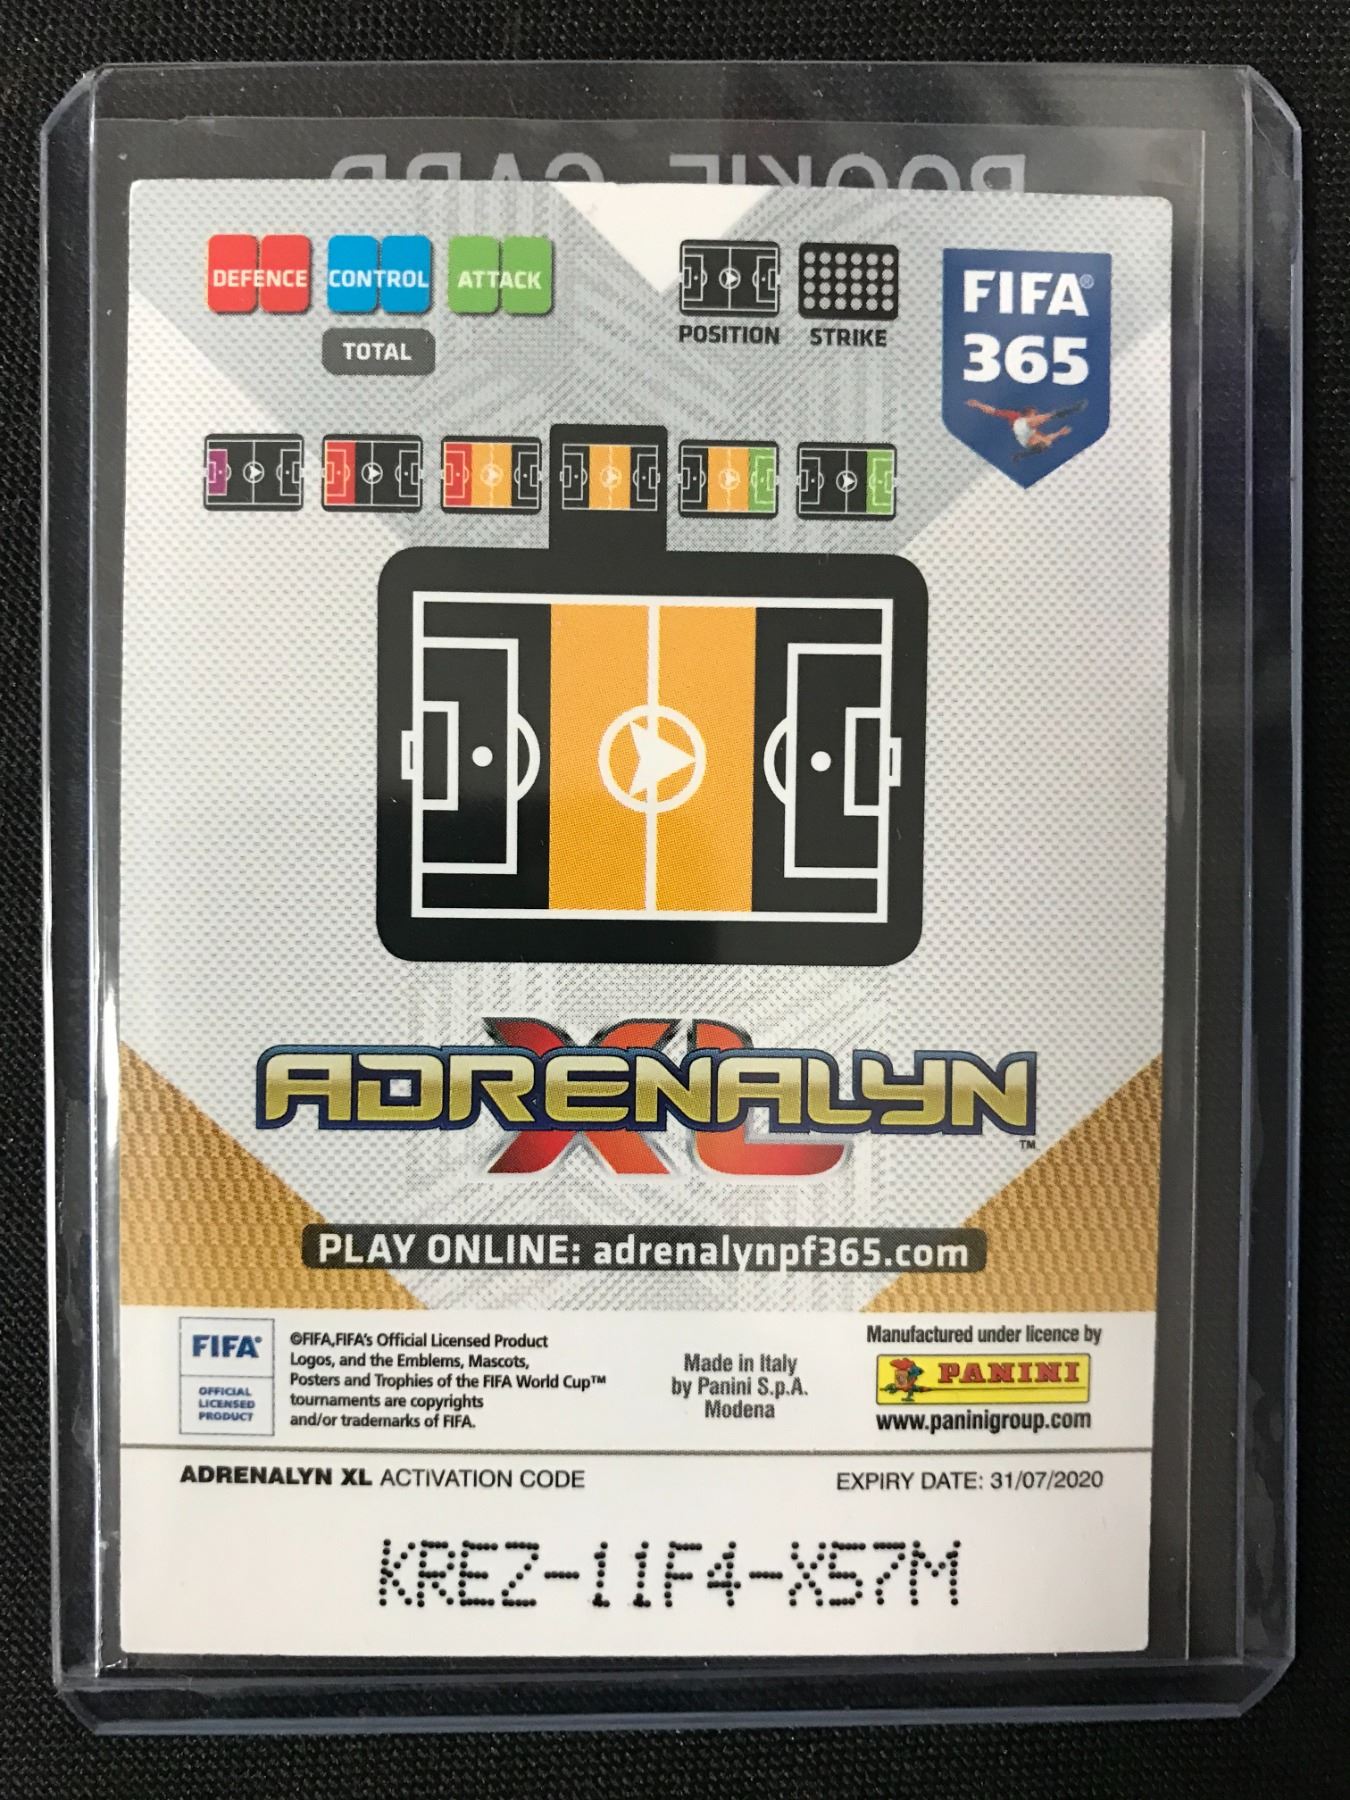 ROOKIE CARD
DEFENCE CONTROL ATTACK
TOTAL
POSITION STRIKE
FIFA®
365
ADRENALYN XL™
PLAY ONLINE: adrenalynpf365.com
FIFA®
OFFICIAL
LICENSED
PRODUCT
©FIFA,FIFA's Official Licensed Product
Logos, and the Emblems, Mascots,
Posters and Trophies of the FIFA World Cup™
tournaments are copyrights
and/or trademarks of FIFA.
Made in Italy
by Panini S.p.A.
Modena
Manufactured under licence by
PANINI
www.paninigroup.com
ADRENALYN XL ACTIVATION CODE
EXPIRY DATE: 31/07/2020
KREZ-11F4-X57M